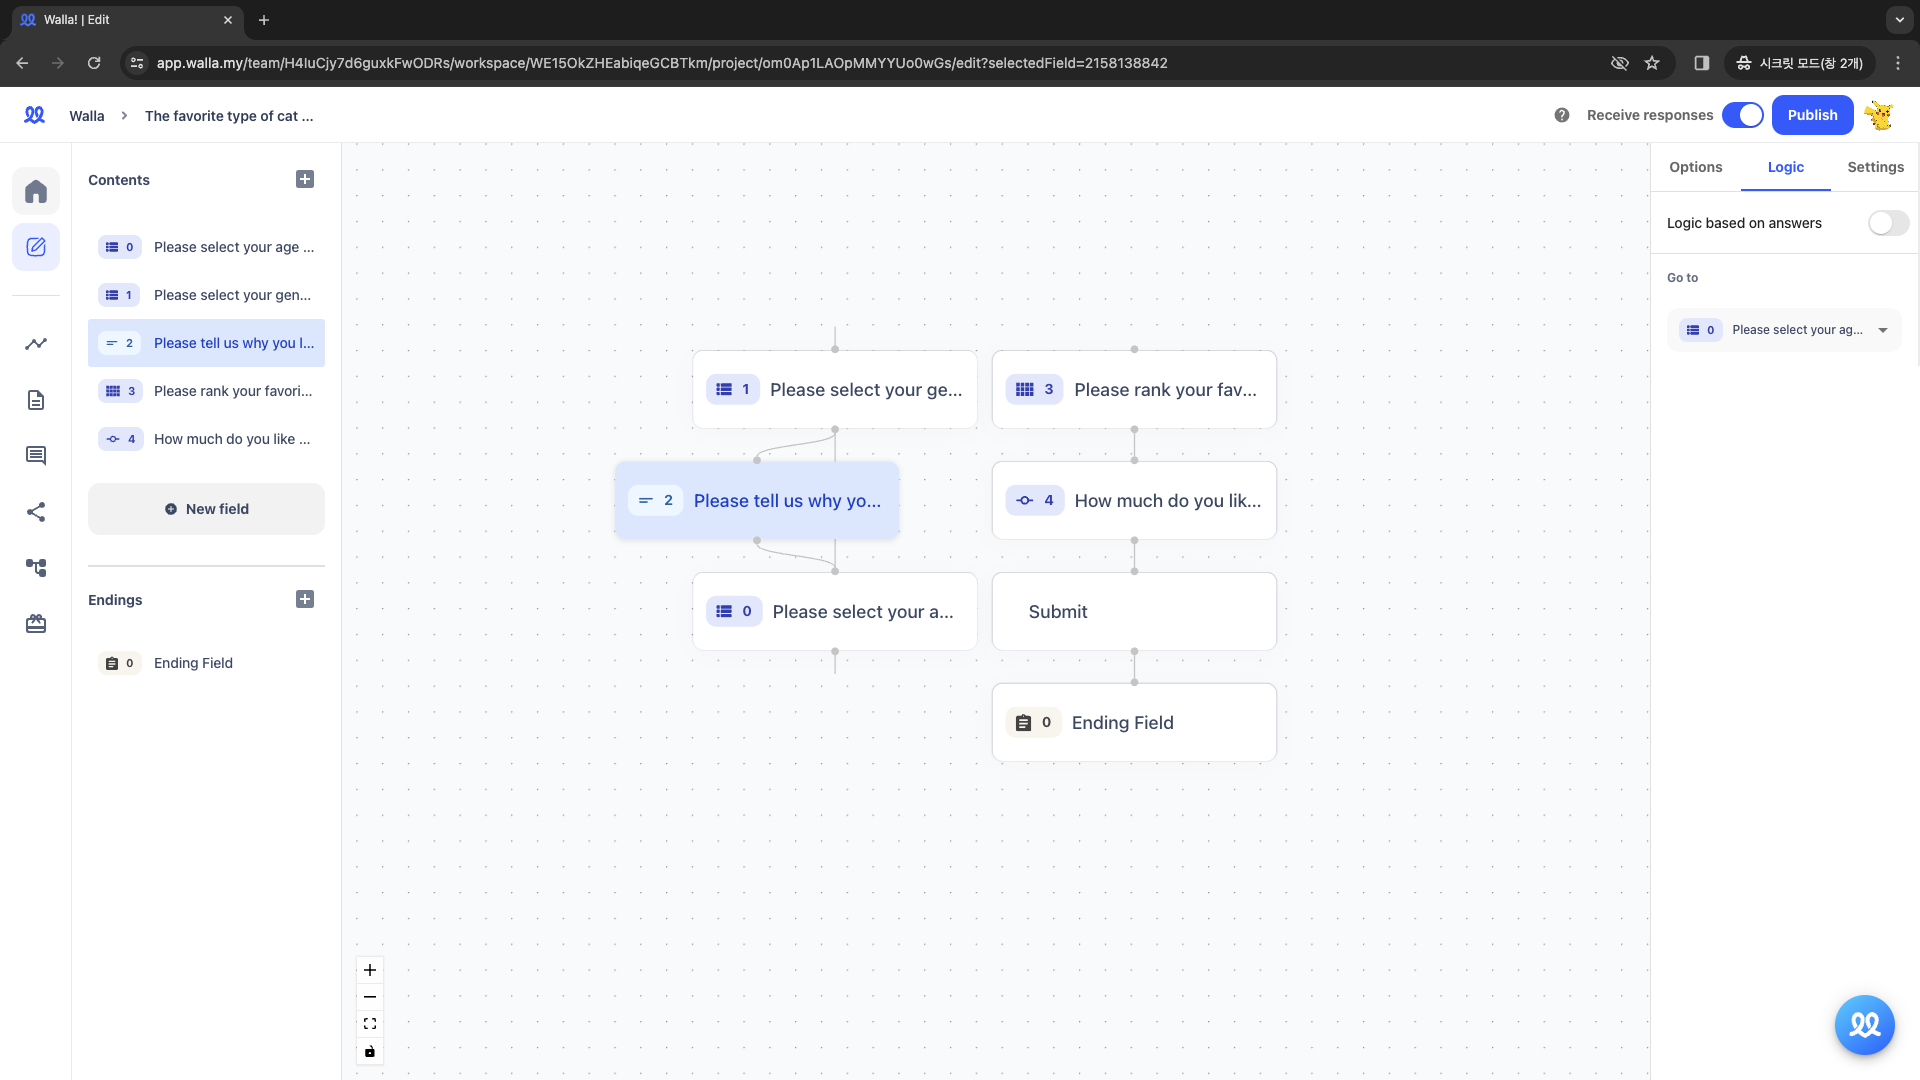 Walla! | Edit
app.walla.my/team/H4IuCjy7d6guxkFwODRs/workspace/WE15OkZHEabiqeGCBTkm/project/om0Ap1LAOpMMYYUo0wGs/edit?selectedField=2158138842
시크릿 모드(창 2개)
Walla
The favorite type of cat ...
Receive responses
Publish
Contents
0 Please select your age ...
1 Please select your gen...
2 Please tell us why you l...
3 Please rank your favori...
4 How much do you like ...
New field
Endings
0 Ending Field
1 Please select your ge...
2 Please tell us why yo...
0 Please select your a...
3 Please rank your fav...
4 How much do you lik...
Submit
0 Ending Field
Options
Logic
Settings
Logic based on answers
Go to
0 Please select your ag...